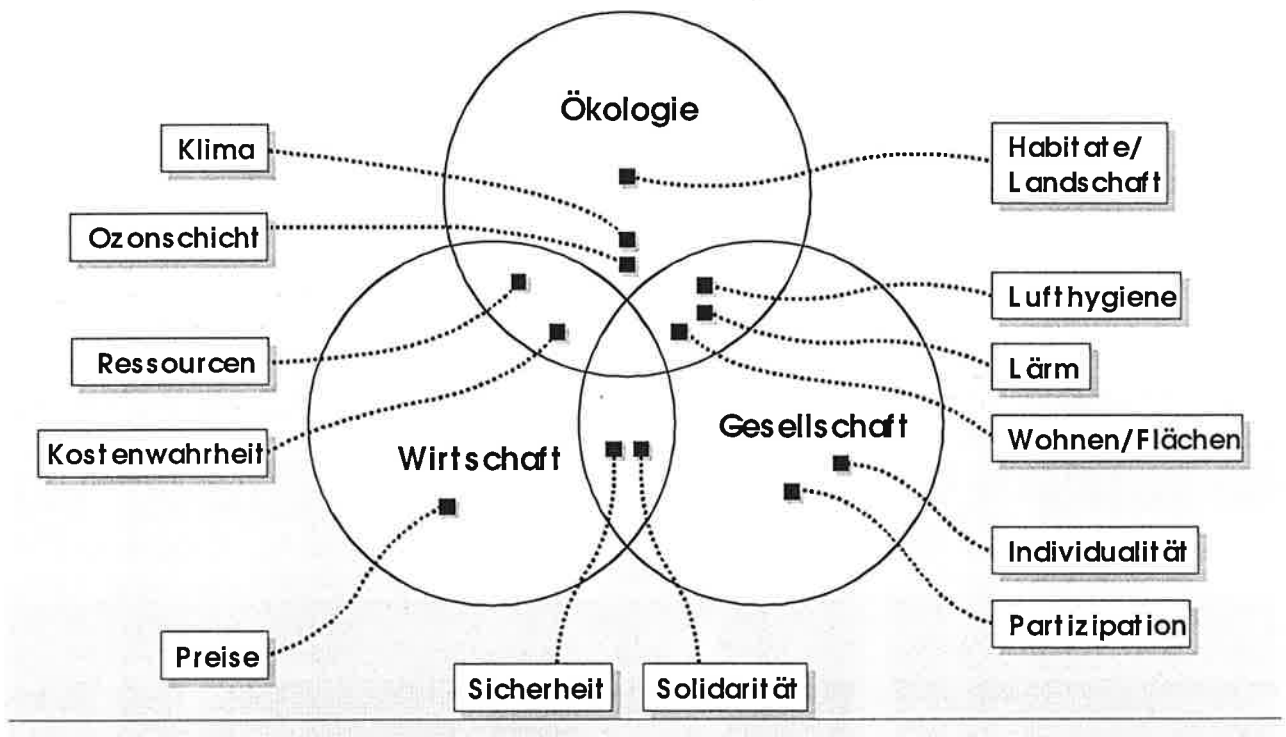 Ökologie
Klima
Habitate/
Landschaft
Ozonschicht
Lufthygiene
Ressourcen
Lärm
Gesellschaft
Wohnen/Flächen
Kostenwahrheit
Wirtschaft
Individualität
Partizipation
Preise
Sicherheit
Solidarität